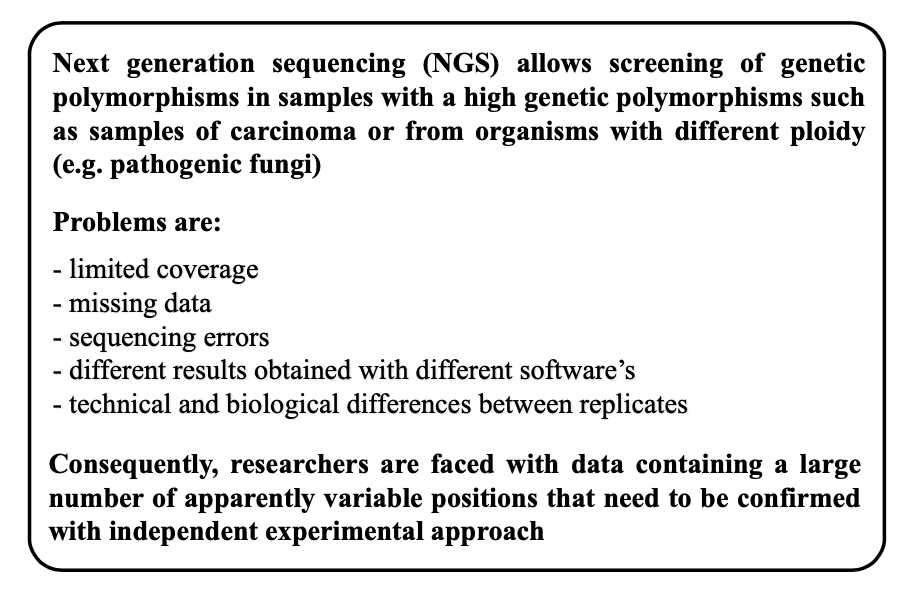 Next generation sequencing (NGS) allows screening of genetic
polymorphisms in samples with a high genetic polymorphisms such
as samples of carcinoma or from organisms with different ploidy
(e.g. pathogenic fungi)
Problems are:
- limited coverage
- missing data
- sequencing errors
- different results obtained with different software’s
- technical and biological differences between replicates
Consequently, researchers are faced with data containing a large
number of apparently variable positions that need to be confirmed
with independent experimental approach